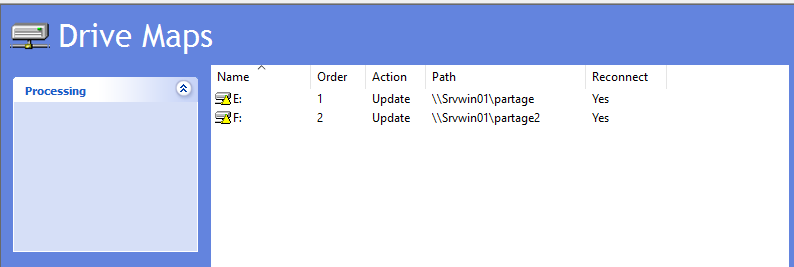 Drive Maps
Processing
Name Order Action Path Reconnect
E: 1 Update \\Srvwin01\partage Yes
F: 2 Update \\Srvwin01\partage2 Yes